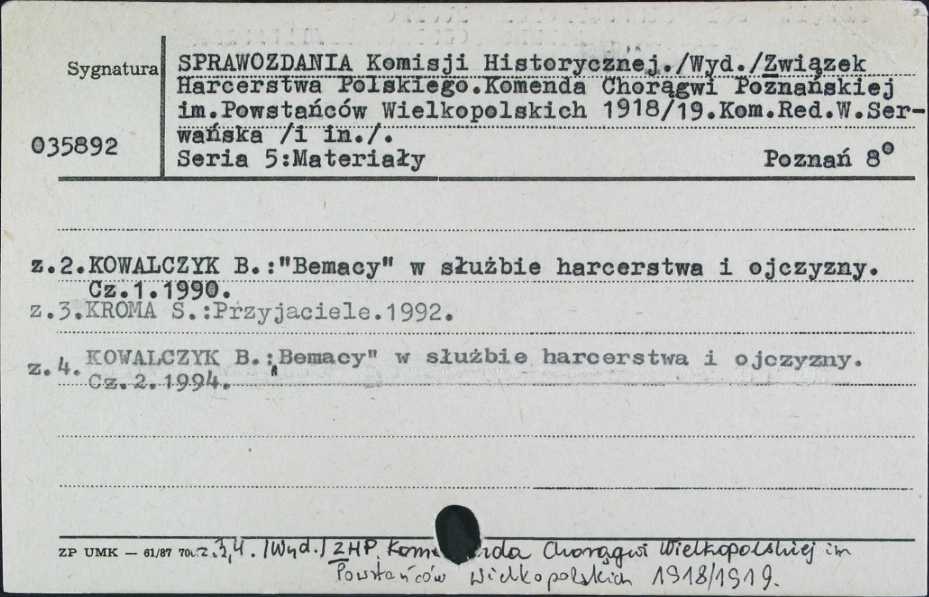 Sygnatura
035892
SPRAWOZDANIA Komisji Historycznej./Wyd./Związek
Harcerstwa Polskiego.Komenda Chorągwi Poznańskiej
im.Powstańców Wielkopolskich 1918/19.Kom.Red.W.Ser-
wańska /i in./.
Seria 5:Materiały Poznań 8°
z.2.KOWALCZYK B.:"Bemacy" w służbie harcerstwa i ojczyzny.
Cz.1.1990.
z.3.KROMA S.:Przyjaciele.1992.
z.4. KOWALCZYK B.:Bemacy" w służbie harcerstwa i ojczyzny.
Cz.2.1994.
ZP UMK — 61/87 z.3,4. /Wyd./ ZHP. Komenda Chorągwi Wielkopolskiej im
Powstańców Wielkopolskich 1918/1919.